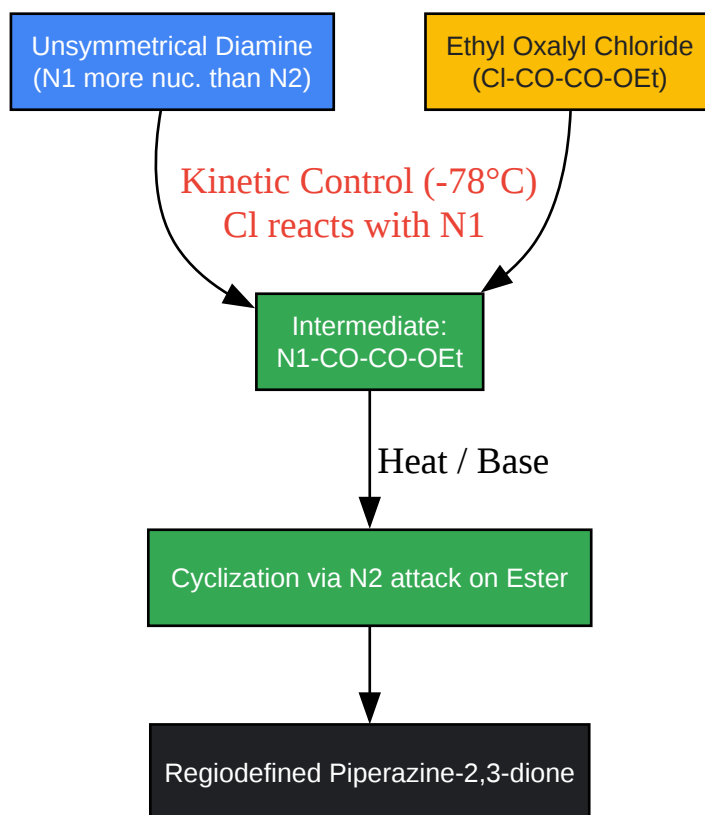 Unsymmetrical Diamine
(N1 more nuc. than N2)
Ethyl Oxalyl Chloride
(Cl-CO-CO-OEt)
Kinetic Control (-78°C)
Cl reacts with N1
Intermediate:
N1-CO-CO-OEt
Heat / Base
Cyclization via N2 attack on Ester
Regiodefined Piperazine-2,3-dione